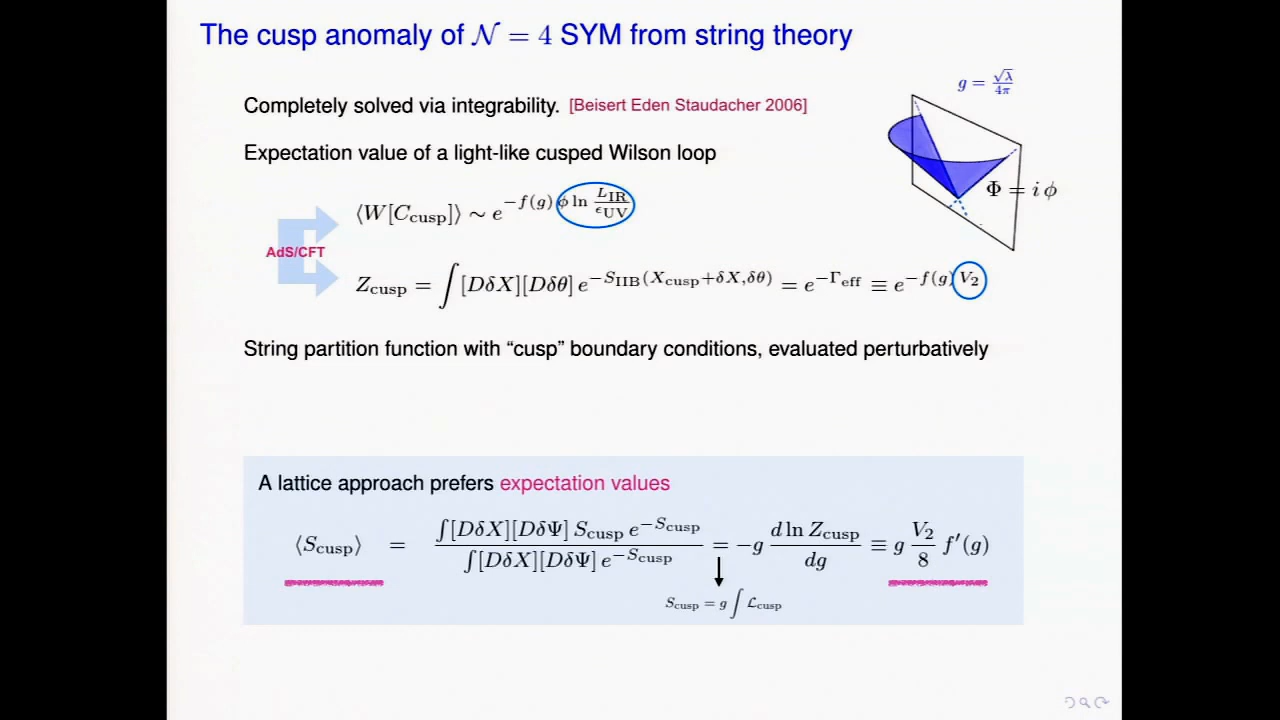 The cusp anomaly of 𝒩 = 4 SYM from string theory
g = √λ/4π
Completely solved via integrability. [Beisert Eden Staudacher 2006]
Expectation value of a light-like cusped Wilson loop
Φ = i ϕ
⟨W[C_cusp]⟩ ∼ e^{−f(g) ϕ ln L_IR/ϵ_UV}
AdS/CFT
Z_cusp = ∫[DδX][Dδθ] e^{−S_IIB(X_cusp+δX,δθ)} = e^{−Γ_eff} ≡ e^{−f(g) V_2}
String partition function with “cusp” boundary conditions, evaluated perturbatively
A lattice approach prefers expectation values
⟨S_cusp⟩ = ∫[DδX][DδΨ] S_cusp e^{−S_cusp} / ∫[DδX][DδΨ] e^{−S_cusp} = −g d ln Z_cusp / dg ≡ g V_2/8 f′(g)
S_cusp = g ∫ ℒ_cusp